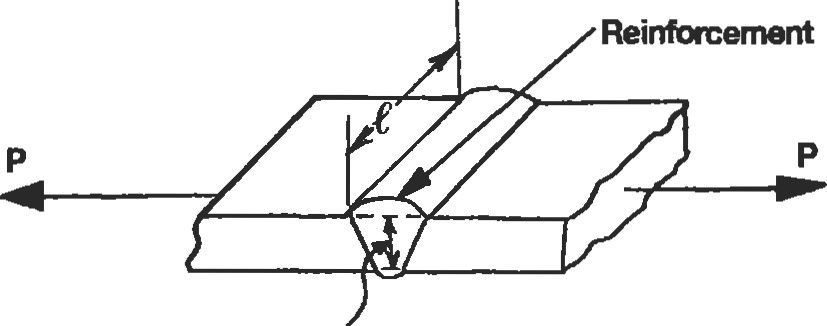 Reinforcement
ℓ
P
P